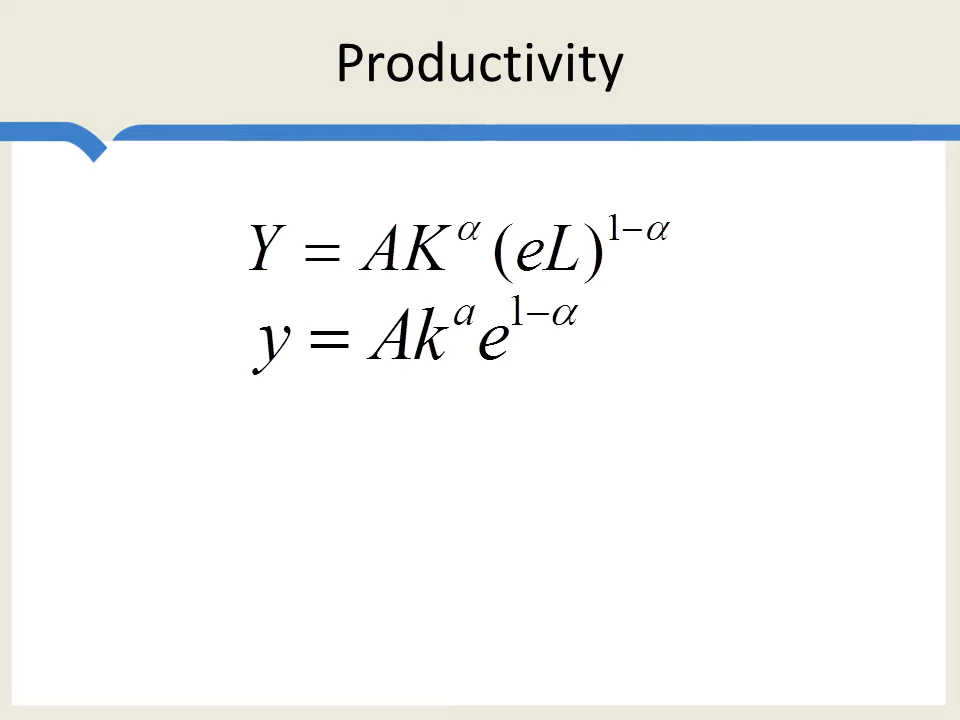 Productivity
Y = AK^α (eL)^{1−α}
y = Ak^a e^{1−α}